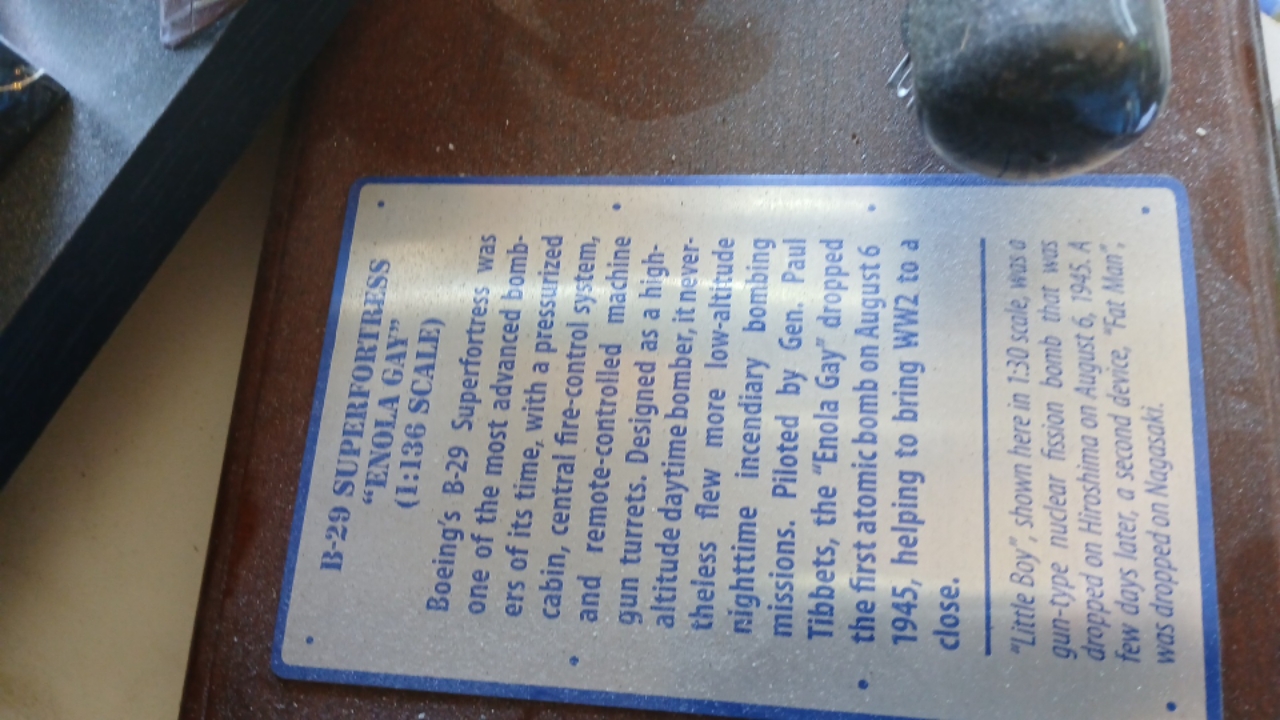 B-29 SUPERFORTRESS
“ENOLA GAY”
(1:136 SCALE)
Boeing's B-29 Superfortress was
one of the most advanced bomb-
ers of its time, with a pressurized
cabin, central fire-control system,
and remote-controlled machine
gun turrets. Designed as a high-
altitude daytime bomber, it never-
theless flew more low-altitude
nighttime incendiary bombing
missions. Piloted by Gen. Paul
Tibbets, the “Enola Gay” dropped
the first atomic bomb on August 6
1945, helping to bring WW2 to a
close.
“Little Boy”, shown here in 1:30 scale, was a
gun-type nuclear fission bomb that was
dropped on Hiroshima on August 6, 1945. A
few days later, a second device, “Fat Man”,
was dropped on Nagasaki.